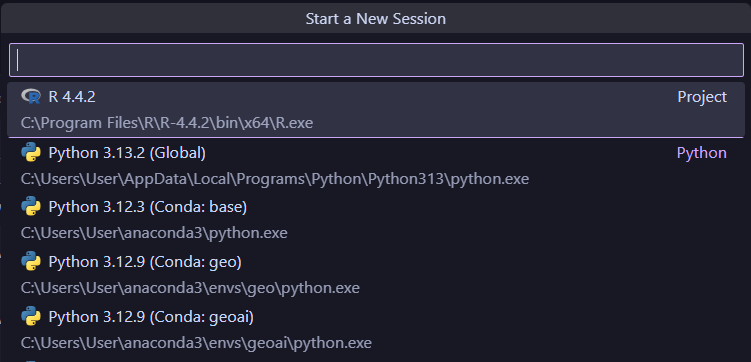 Start a New Session
R 4.4.2 Project
C:\Program Files\R\R-4.4.2\bin\x64\R.exe
Python 3.13.2 (Global) Python
C:\Users\User\AppData\Local\Programs\Python\Python313\python.exe
Python 3.12.3 (Conda: base)
C:\Users\User\anaconda3\python.exe
Python 3.12.9 (Conda: geo)
C:\Users\User\anaconda3\envs\geo\python.exe
Python 3.12.9 (Conda: geoai)
C:\Users\User\anaconda3\envs\geoai\python.exe